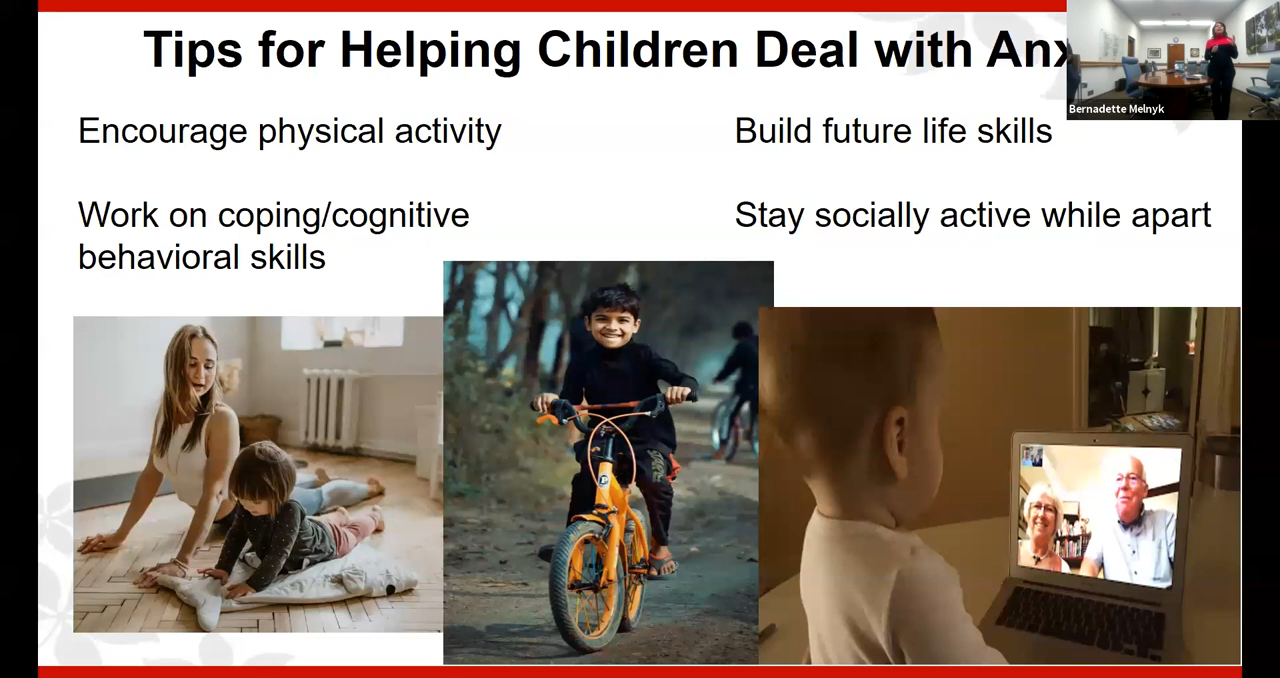 Tips for Helping Children Deal with Anx
Bernadette Melnyk
Encourage physical activity
Build future life skills
Work on coping/cognitive
behavioral skills
Stay socially active while apart